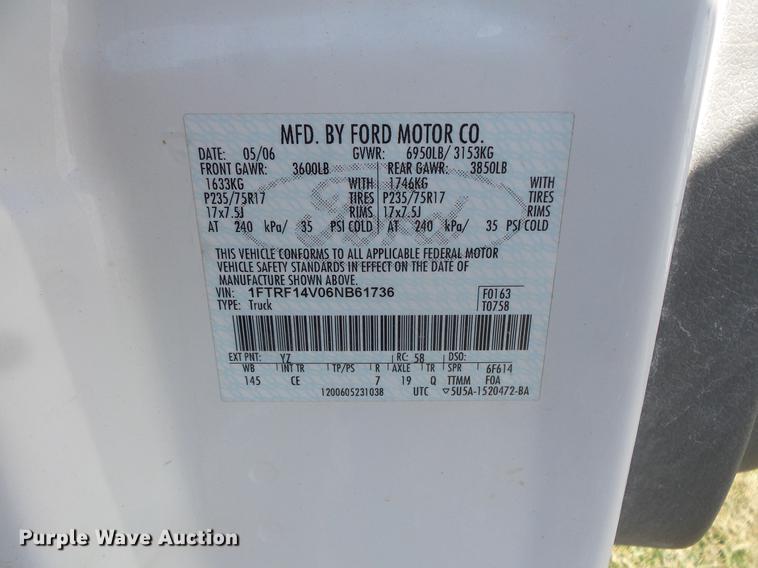 MFD. BY FORD MOTOR CO.
DATE: 05/06 GVWR: 6950LB/ 3153KG
FRONT GAWR: 3600LB REAR GAWR: 3850LB
1633KG WITH 1746KG WITH
P235/75R17 TIRES P235/75R17 TIRES
17x7.5J RIMS 17x7.5J RIMS
AT 240 kPa/ 35 PSI COLD AT 240 kPa/ 35 PSI COLD
Ford
THIS VEHICLE CONFORMS TO ALL APPLICABLE FEDERAL MOTOR
VEHICLE SAFETY STANDARDS IN EFFECT ON THE DATE OF
MANUFACTURE SHOWN ABOVE.
VIN: 1FTRF14V06NB61736 F0163
TYPE: Truck T0758
EXT PNT: YZ RC: 58 DSO:
WB INT TR TP/PS R AXLE TR SPR 6F614
145 CE 7 19 Q TTMM F0A
1200605231038 UTC ▽5U5A-1520472-BA
Purple Wave Auction